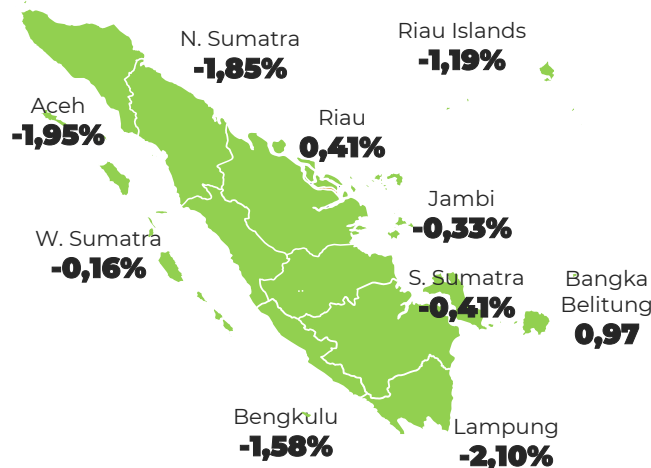 N. Sumatra
-1,85%
Riau Islands
-1,19%
Aceh
-1,95%
Riau
0,41%
Jambi
-0,33%
W. Sumatra
-0,16%
S. Sumatra
-0,41%
Bangka
Belitung
0,97
Bengkulu
-1,58%
Lampung
-2,10%